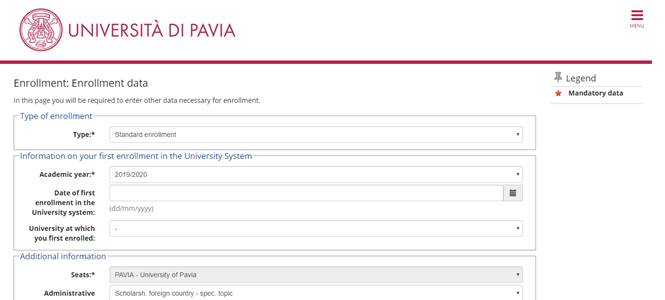 UNIVERSITÀ DI PAVIA
MENU
Enrollment: Enrollment data
In this page you will be required to enter other data necessary for enrollment.
Legend
Mandatory data
Type of enrollment
Type:* Standard enrollment
Information on your first enrollment in the University System
Academic year:* 2019/2020
Date of first
enrollment in the
University system:
(dd/mm/yyyy)
University at which
you first enrolled:
-
Additional information
Seats:* PAVIA - University of Pavia
Administrative Scholarsh. foreign country - spec. topic